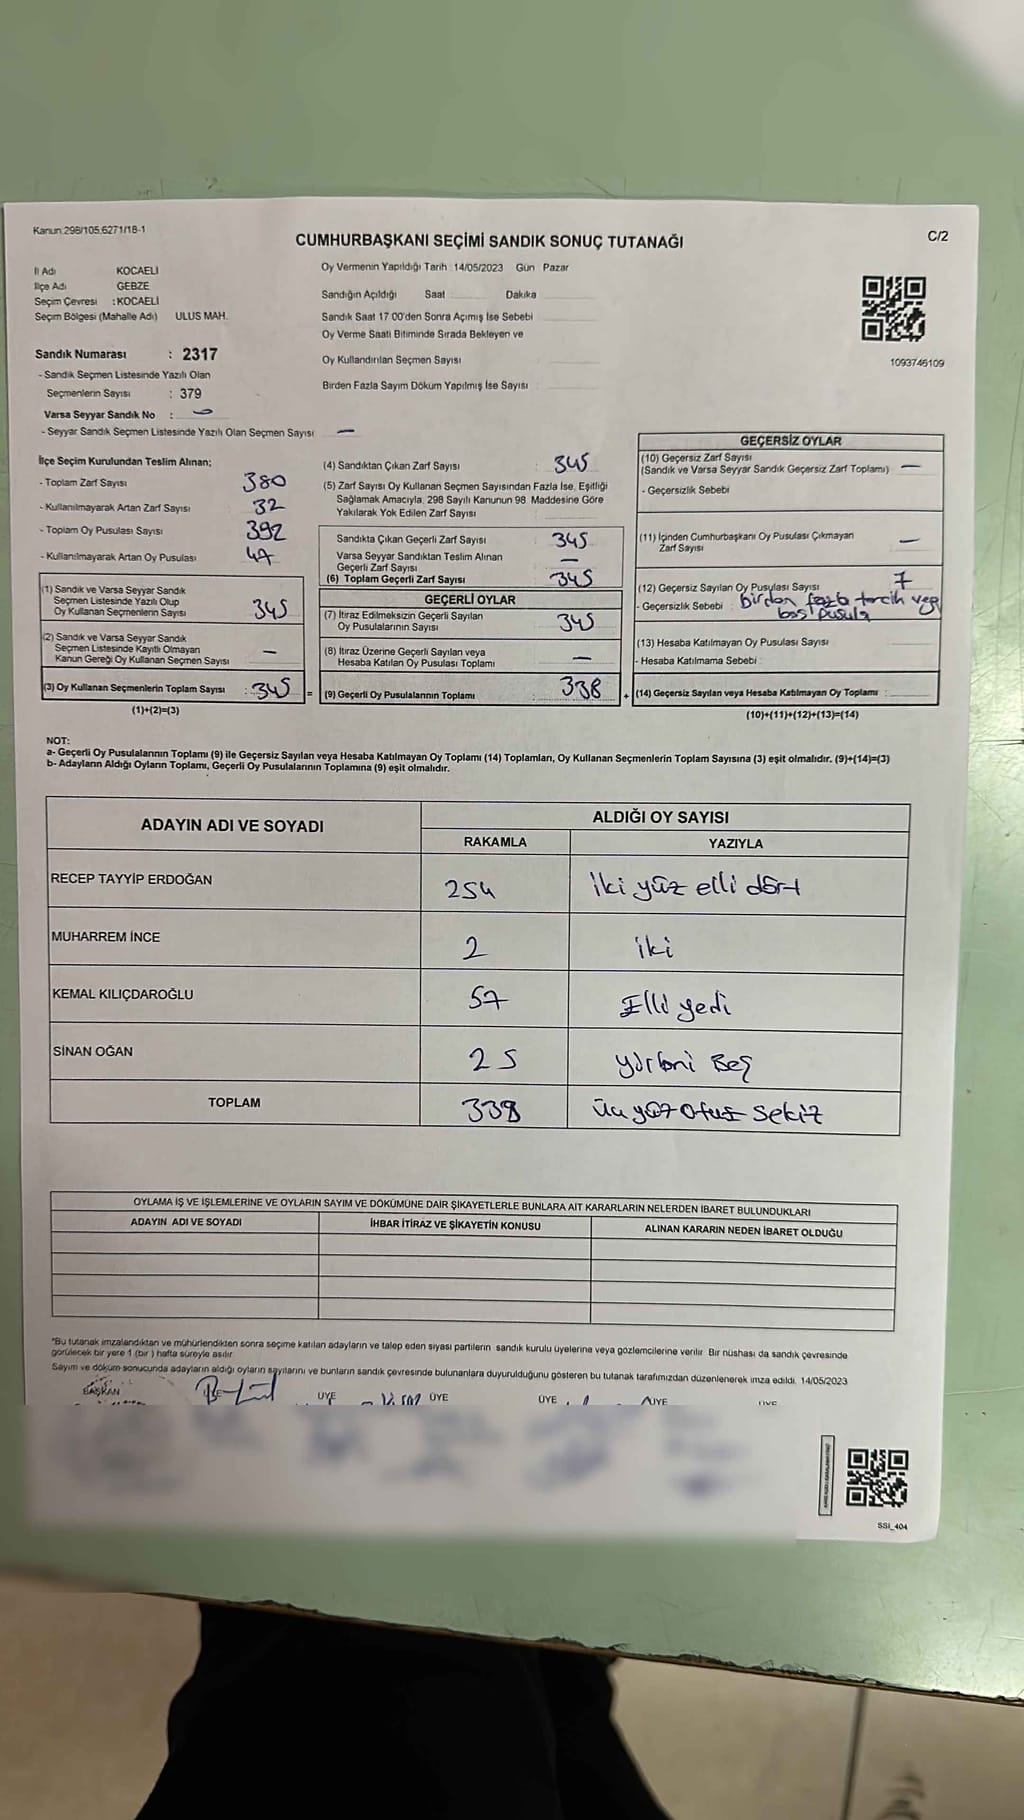 Kanun:298/105,6271/18-1
C/2
CUMHURBAŞKANI SEÇİMİ SANDIK SONUÇ TUTANAĞI
İl Adı KOCAELİ
İlçe Adı GEBZE
Seçim Çevresi :KOCAELİ
Seçim Bölgesi (Mahalle Adı) ULUS MAH.
Sandık Numarası : 2317
- Sandık Seçmen Listesinde Yazılı Olan
Seçmenlerin Sayısı : 379
Varsa Seyyar Sandık No :
- Seyyar Sandık Seçmen Listesinde Yazılı Olan Seçmen Sayısı —
Oy Vermenin Yapıldığı Tarih :14/05/2023 Gün Pazar
Sandığın Açıldığı Saat Dakika
Sandık Saat 17:00'den Sonra Açımış İse Sebebi
Oy Verme Saati Bitiminde Sırada Bekleyen ve
Oy Kullandırılan Seçmen Sayısı
Birden Fazla Sayım Döküm Yapılmış İse Sayısı :
1093746109
İlçe Seçim Kurulundan Teslim Alınan;
- Toplam Zarf Sayısı 380
- Kullanılmayarak Artan Zarf Sayısı 32
- Toplam Oy Pusulası Sayısı 392
- Kullanılmayarak Artan Oy Pusulası 47
(1) Sandık ve Varsa Seyyar Sandık
Seçmen Listesinde Yazılı Olup
Oy Kullanan Seçmenlerin Sayısı 345
(2) Sandık ve Varsa Seyyar Sandık
Seçmen Listesinde Kayıtlı Olmayan
Kanun Gereği Oy Kullanan Seçmen Sayısı —
(3) Oy Kullanan Seçmenlerin Toplam Sayısı : 345 =
(1)+(2)=(3)
(4) Sandıktan Çıkan Zarf Sayısı : 345
(5) Zarf Sayısı Oy Kullanan Seçmen Sayısından Fazla İse, Eşitliği
Sağlamak Amacıyla, 298 Sayılı Kanunun 98. Maddesine Göre
Yakılarak Yok Edilen Zarf Sayısı
Sandıkta Çıkan Geçerli Zarf Sayısı 345
Varsa Seyyar Sandıktan Teslim Alınan
Geçerli Zarf Sayısı —
(6) Toplam Geçerli Zarf Sayısı 345
GEÇERLİ OYLAR
(7) İtiraz Edilmeksizin Geçerli Sayılan
Oy Pusulalarının Sayısı 345
(8) İtiraz Üzerine Geçerli Sayılan veya
Hesaba Katılan Oy Pusulası Toplamı —
(9) Geçerli Oy Pusulalarının Toplamı : 338 +
GEÇERSİZ OYLAR
(10) Geçersiz Zarf Sayısı
(Sandık ve Varsa Seyyar Sandık Geçersiz Zarf Toplamı) —
- Geçersizlik Sebebi
(11) İçinden Cumhurbaşkanı Oy Pusulası Çıkmayan
Zarf Sayısı —
(12) Geçersiz Sayılan Oy Pusulası Sayısı 7
- Geçersizlik Sebebi : birden fazla tercih veya
boş pusula
(13) Hesaba Katılmayan Oy Pusulası Sayısı
- Hesaba Katılmama Sebebi
(14) Geçersiz Sayılan veya Hesaba Katılmayan Oy Toplamı :
(10)+(11)+(12)+(13)=(14)
NOT:
a- Geçerli Oy Pusulalarının Toplamı (9) ile Geçersiz Sayılan veya Hesaba Katılmayan Oy Toplamı (14) Toplamları, Oy Kullanan Seçmenlerin Toplam Sayısına (3) eşit olmalıdır. (9)+(14)=(3)
b- Adayların Aldığı Oyların Toplamı, Geçerli Oy Pusulalarının Toplamına (9) eşit olmalıdır.
ADAYIN ADI VE SOYADI
ALDIĞI OY SAYISI
RAKAMLA YAZIYLA
RECEP TAYYİP ERDOĞAN 254 iki yüz elli dört
MUHARREM İNCE 2 iki
KEMAL KILIÇDAROĞLU 57 Elli yedi
SİNAN OĞAN 25 yirmi Beş
TOPLAM 338 üç yüz otuz sekiz
OYLAMA İŞ VE İŞLEMLERİNE VE OYLARIN SAYIM VE DÖKÜMÜNE DAİR ŞİKAYETLERLE BUNLARA AİT KARARLARIN NELERDEN İBARET BULUNDUKLARI
ADAYIN ADI VE SOYADI İHBAR İTİRAZ VE ŞİKAYETİN KONUSU ALINAN KARARIN NEDEN İBARET OLDUĞU
*Bu tutanak imzalandıktan ve mühürlendikten sonra seçime katılan adayların ve talep eden siyasi partilerin sandık kurulu üyelerine veya gözlemcilerine verilir. Bir nüshası da sandık çevresinde
görülecek bir yere 1 (bir) hafta süreyle asılır.
Sayım ve döküm sonucunda adayların aldığı oyların sayılarını ve bunların sandık çevresinde bulunanlara duyurulduğunu gösteren bu tutanak tarafımızdan düzenlenerek imza edildi. 14/05/2023
BAŞKAN ÜYE ÜYE ÜYE ÜYE
SSİ_404